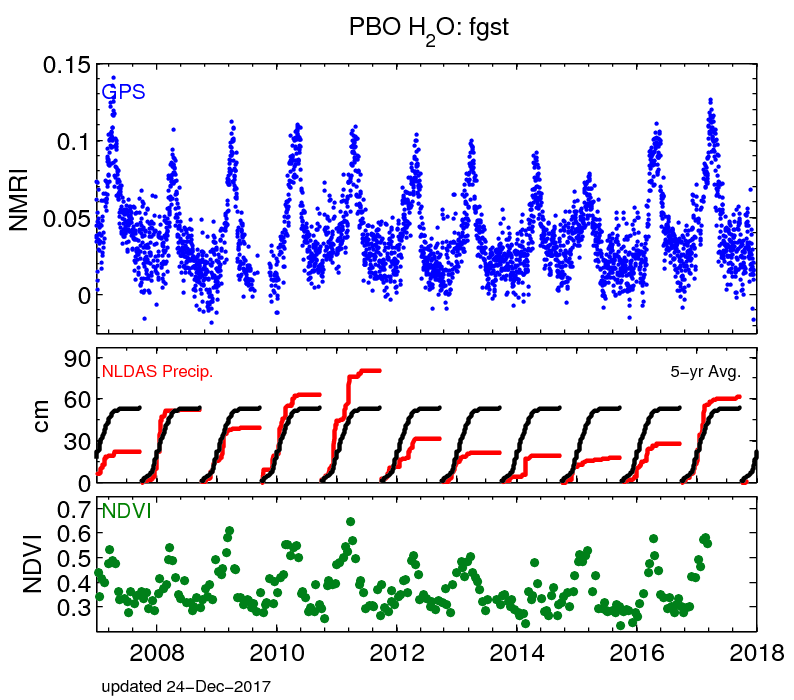 PBO H2O: fgst
0.15
GPS
0.1
NMRI
0.05
0
90
NLDAS Precip.
5-yr Avg.
60
cm
30
0
0.7
NDVI
0.6
0.5
NDVI
0.4
0.3
2008 2010 2012 2014 2016 2018
updated 24-Dec-2017